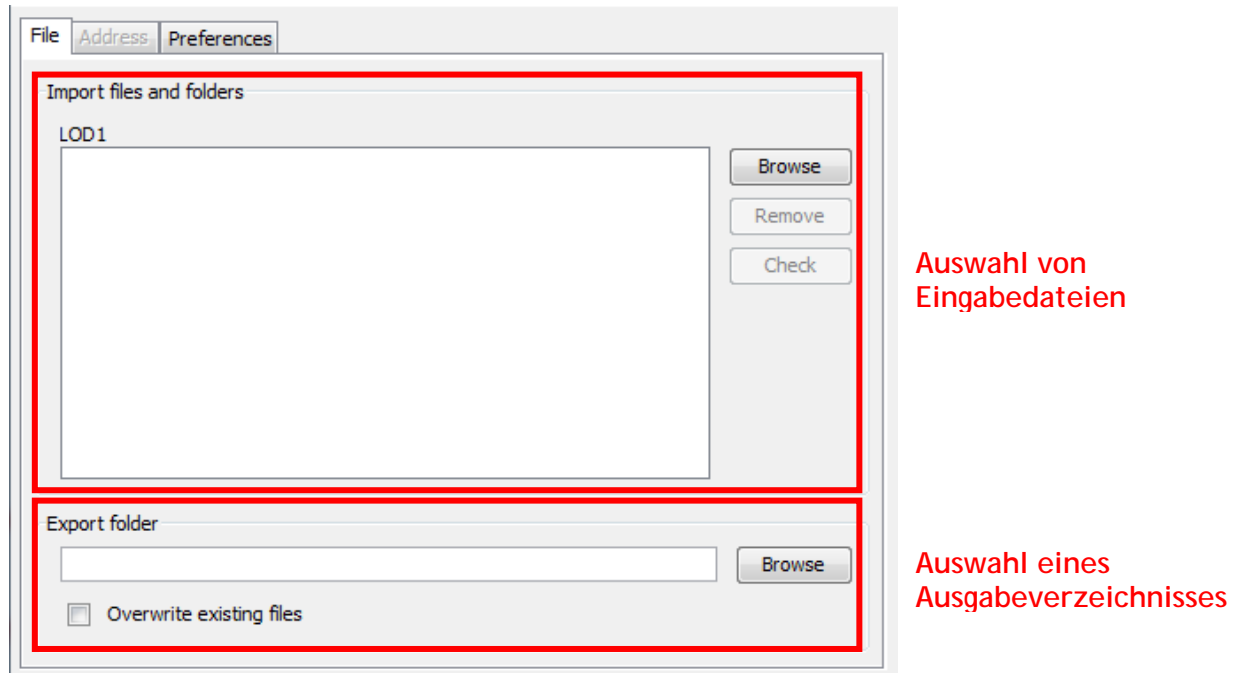 File Address Preferences
Import files and folders
LOD1
Browse
Remove
Check
Auswahl von
Eingabedateien
Export folder
Browse
Overwrite existing files
Auswahl eines
Ausgabeverzeichnisses